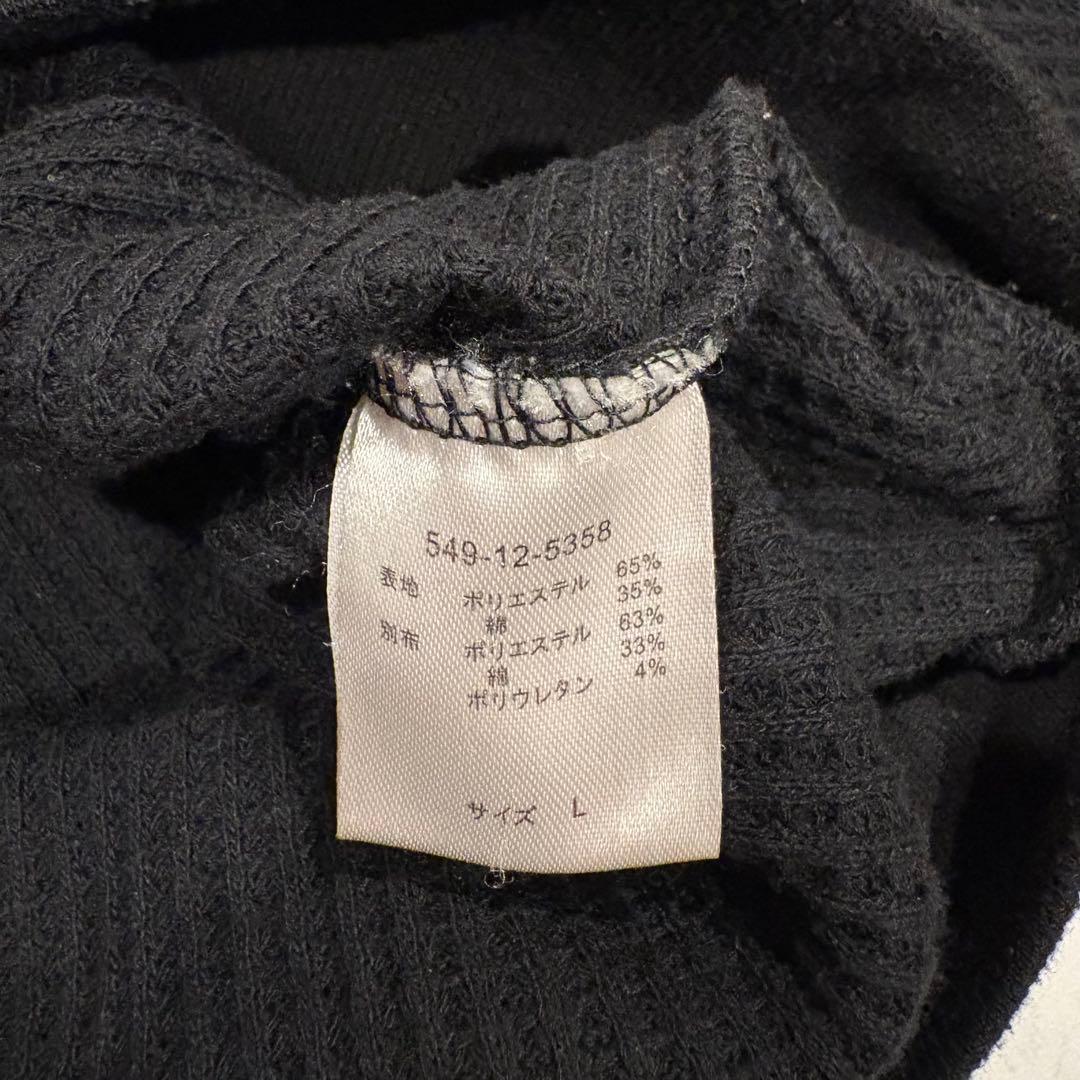 549-12-5358
表地 ポリエステル 65%
綿 35%
別布 ポリエステル 63%
綿 33%
ポリウレタン 4%
サイズ L